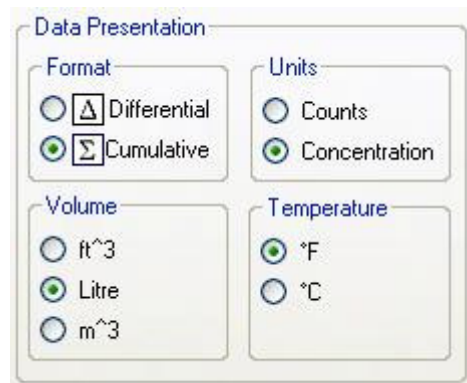 Data Presentation
Format
Δ Differential
Σ Cumulative
Units
Counts
Concentration
Volume
ft^3
Litre
m^3
Temperature
°F
°C